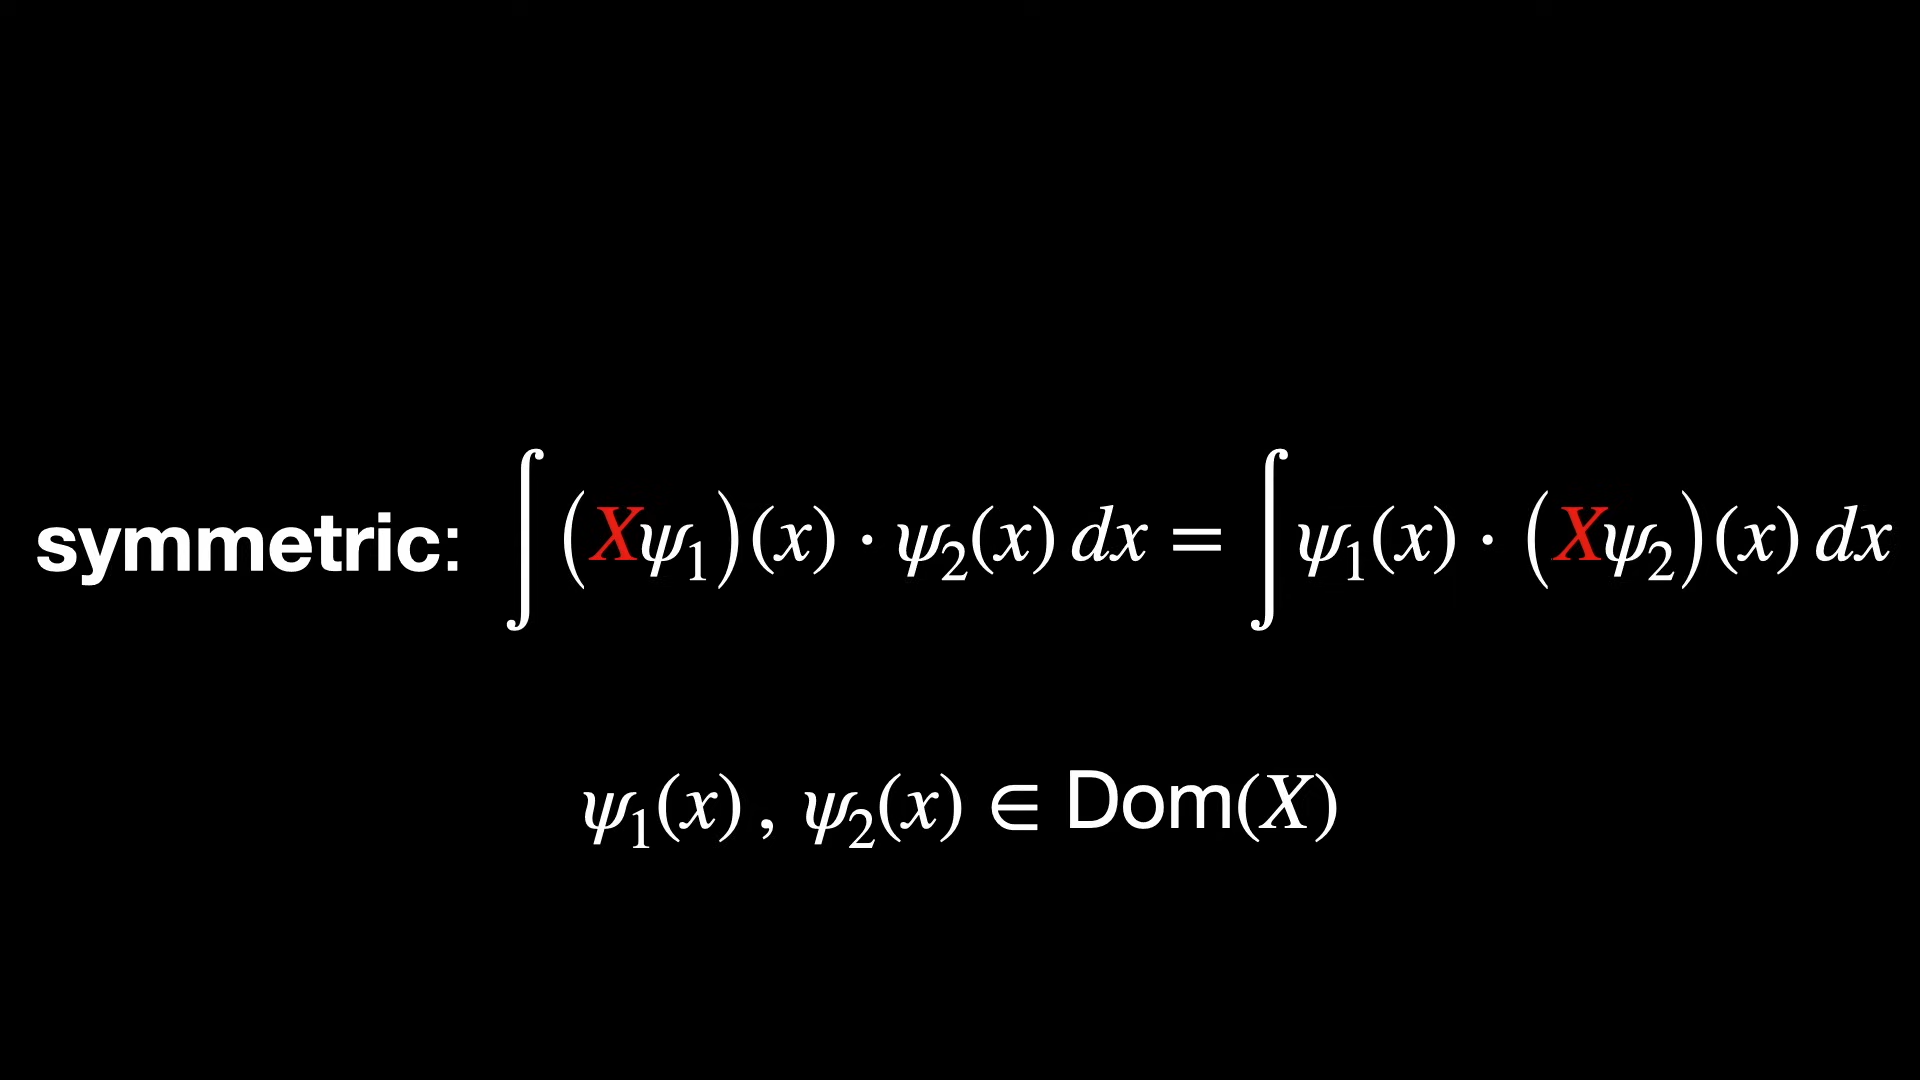 symmetric: ∫ (Xψ₁)(x) · ψ₂(x) dx = ∫ ψ₁(x) · (Xψ₂)(x) dx
ψ₁(x) , ψ₂(x) ∈ Dom(X)